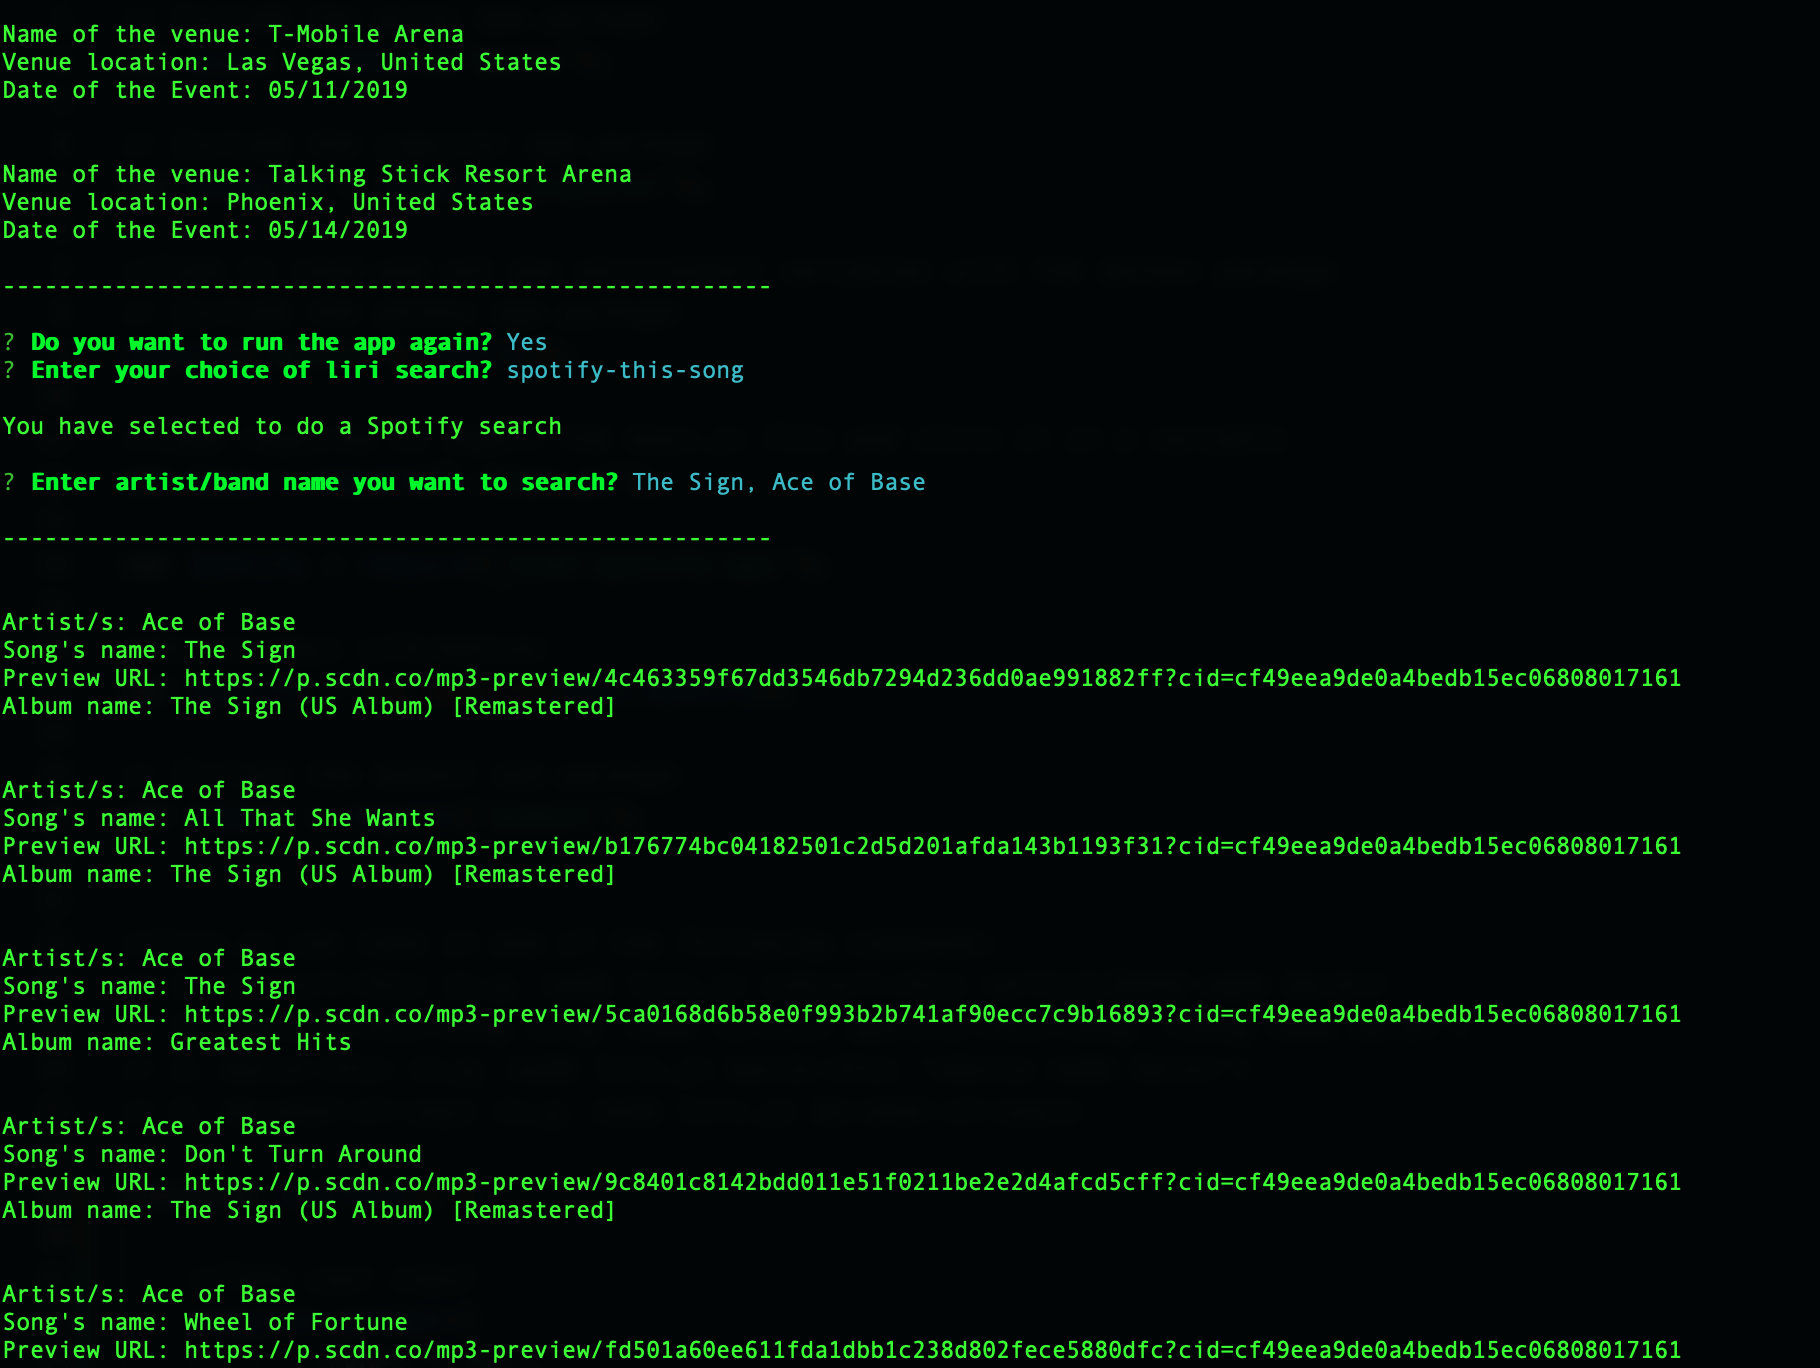 Name of the venue: T-Mobile Arena
Venue location: Las Vegas, United States
Date of the Event: 05/11/2019
Name of the venue: Talking Stick Resort Arena
Venue location: Phoenix, United States
Date of the Event: 05/14/2019
-------------------------------------------------------
? Do you want to run the app again? Yes
? Enter your choice of liri search? spotify-this-song
You have selected to do a Spotify search
? Enter artist/band name you want to search? The Sign, Ace of Base
-------------------------------------------------------
Artist/s: Ace of Base
Song's name: The Sign
Preview URL: https://p.scdn.co/mp3-preview/4c463359f67dd3546db7294d236dd0ae991882ff?cid=cf49eea9de0a4bedb15ec06808017161
Album name: The Sign (US Album) [Remastered]
Artist/s: Ace of Base
Song's name: All That She Wants
Preview URL: https://p.scdn.co/mp3-preview/b176774bc04182501c2d5d201afda143b1193f31?cid=cf49eea9de0a4bedb15ec06808017161
Album name: The Sign (US Album) [Remastered]
Artist/s: Ace of Base
Song's name: The Sign
Preview URL: https://p.scdn.co/mp3-preview/5ca0168d6b58e0f993b2b741af90ecc7c9b16893?cid=cf49eea9de0a4bedb15ec06808017161
Album name: Greatest Hits
Artist/s: Ace of Base
Song's name: Don't Turn Around
Preview URL: https://p.scdn.co/mp3-preview/9c8401c8142bdd011e51f0211be2e2d4afcd5cff?cid=cf49eea9de0a4bedb15ec06808017161
Album name: The Sign (US Album) [Remastered]
Artist/s: Ace of Base
Song's name: Wheel of Fortune
Preview URL: https://p.scdn.co/mp3-preview/fd501a60ee611fda1dbb1c238d802fece5880dfc?cid=cf49eea9de0a4bedb15ec06808017161